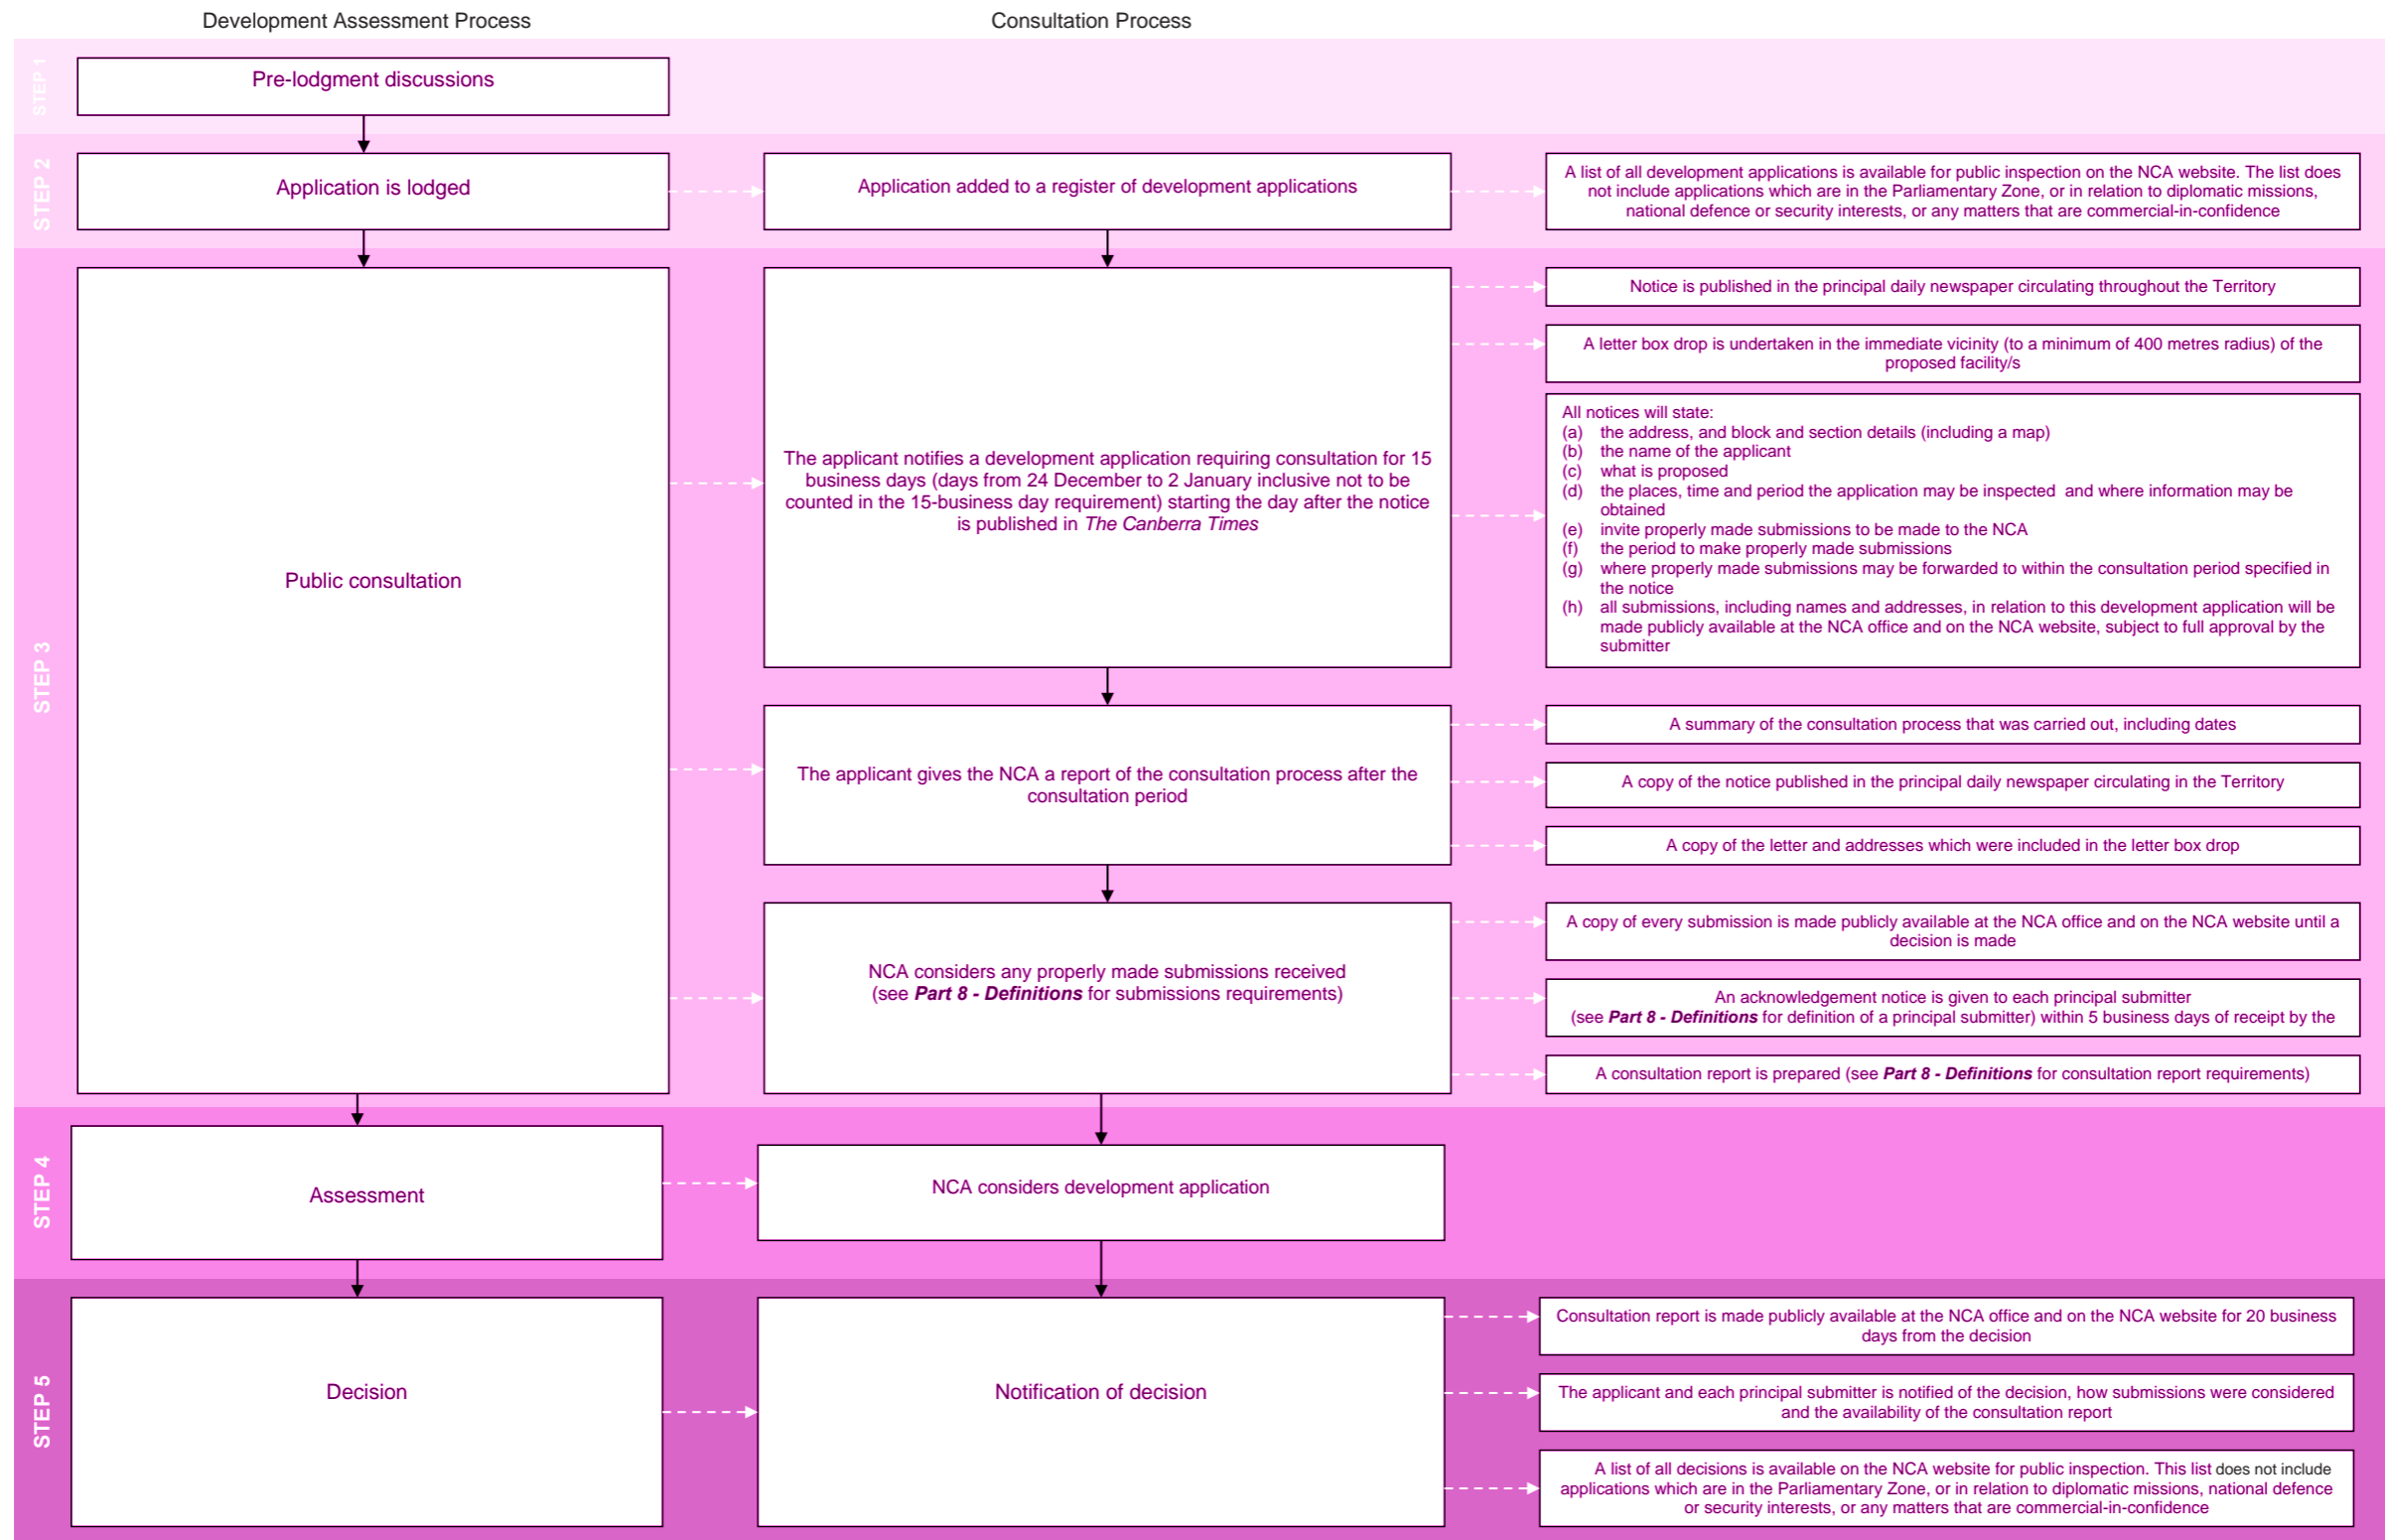 Development Assessment Process
Consultation Process
STEP 1
Pre-lodgment discussions
STEP 2
Application is lodged
Application added to a register of development applications
A list of all development applications is available for public inspection on the NCA website. The list does
not include applications which are in the Parliamentary Zone, or in relation to diplomatic missions,
national defence or security interests, or any matters that are commercial-in-confidence
STEP 3
Public consultation
The applicant notifies a development application requiring consultation for 15
business days (days from 24 December to 2 January inclusive not to be
counted in the 15-business day requirement) starting the day after the notice
is published in The Canberra Times
Notice is published in the principal daily newspaper circulating throughout the Territory
A letter box drop is undertaken in the immediate vicinity (to a minimum of 400 metres radius) of the
proposed facility/s
All notices will state:
(a) the address, and block and section details (including a map)
(b) the name of the applicant
(c) what is proposed
(d) the places, time and period the application may be inspected and where information may be
obtained
(e) invite properly made submissions to be made to the NCA
(f) the period to make properly made submissions
(g) where properly made submissions may be forwarded to within the consultation period specified in
the notice
(h) all submissions, including names and addresses, in relation to this development application will be
made publicly available at the NCA office and on the NCA website, subject to full approval by the
submitter
The applicant gives the NCA a report of the consultation process after the
consultation period
A summary of the consultation process that was carried out, including dates
A copy of the notice published in the principal daily newspaper circulating in the Territory
A copy of the letter and addresses which were included in the letter box drop
NCA considers any properly made submissions received
(see Part 8 - Definitions for submissions requirements)
A copy of every submission is made publicly available at the NCA office and on the NCA website until a
decision is made
An acknowledgement notice is given to each principal submitter
(see Part 8 - Definitions for definition of a principal submitter) within 5 business days of receipt by the
A consultation report is prepared (see Part 8 - Definitions for consultation report requirements)
STEP 4
Assessment
NCA considers development application
STEP 5
Decision
Notification of decision
Consultation report is made publicly available at the NCA office and on the NCA website for 20 business
days from the decision
The applicant and each principal submitter is notified of the decision, how submissions were considered
and the availability of the consultation report
A list of all decisions is available on the NCA website for public inspection. This list does not include
applications which are in the Parliamentary Zone, or in relation to diplomatic missions, national defence
or security interests, or any matters that are commercial-in-confidence